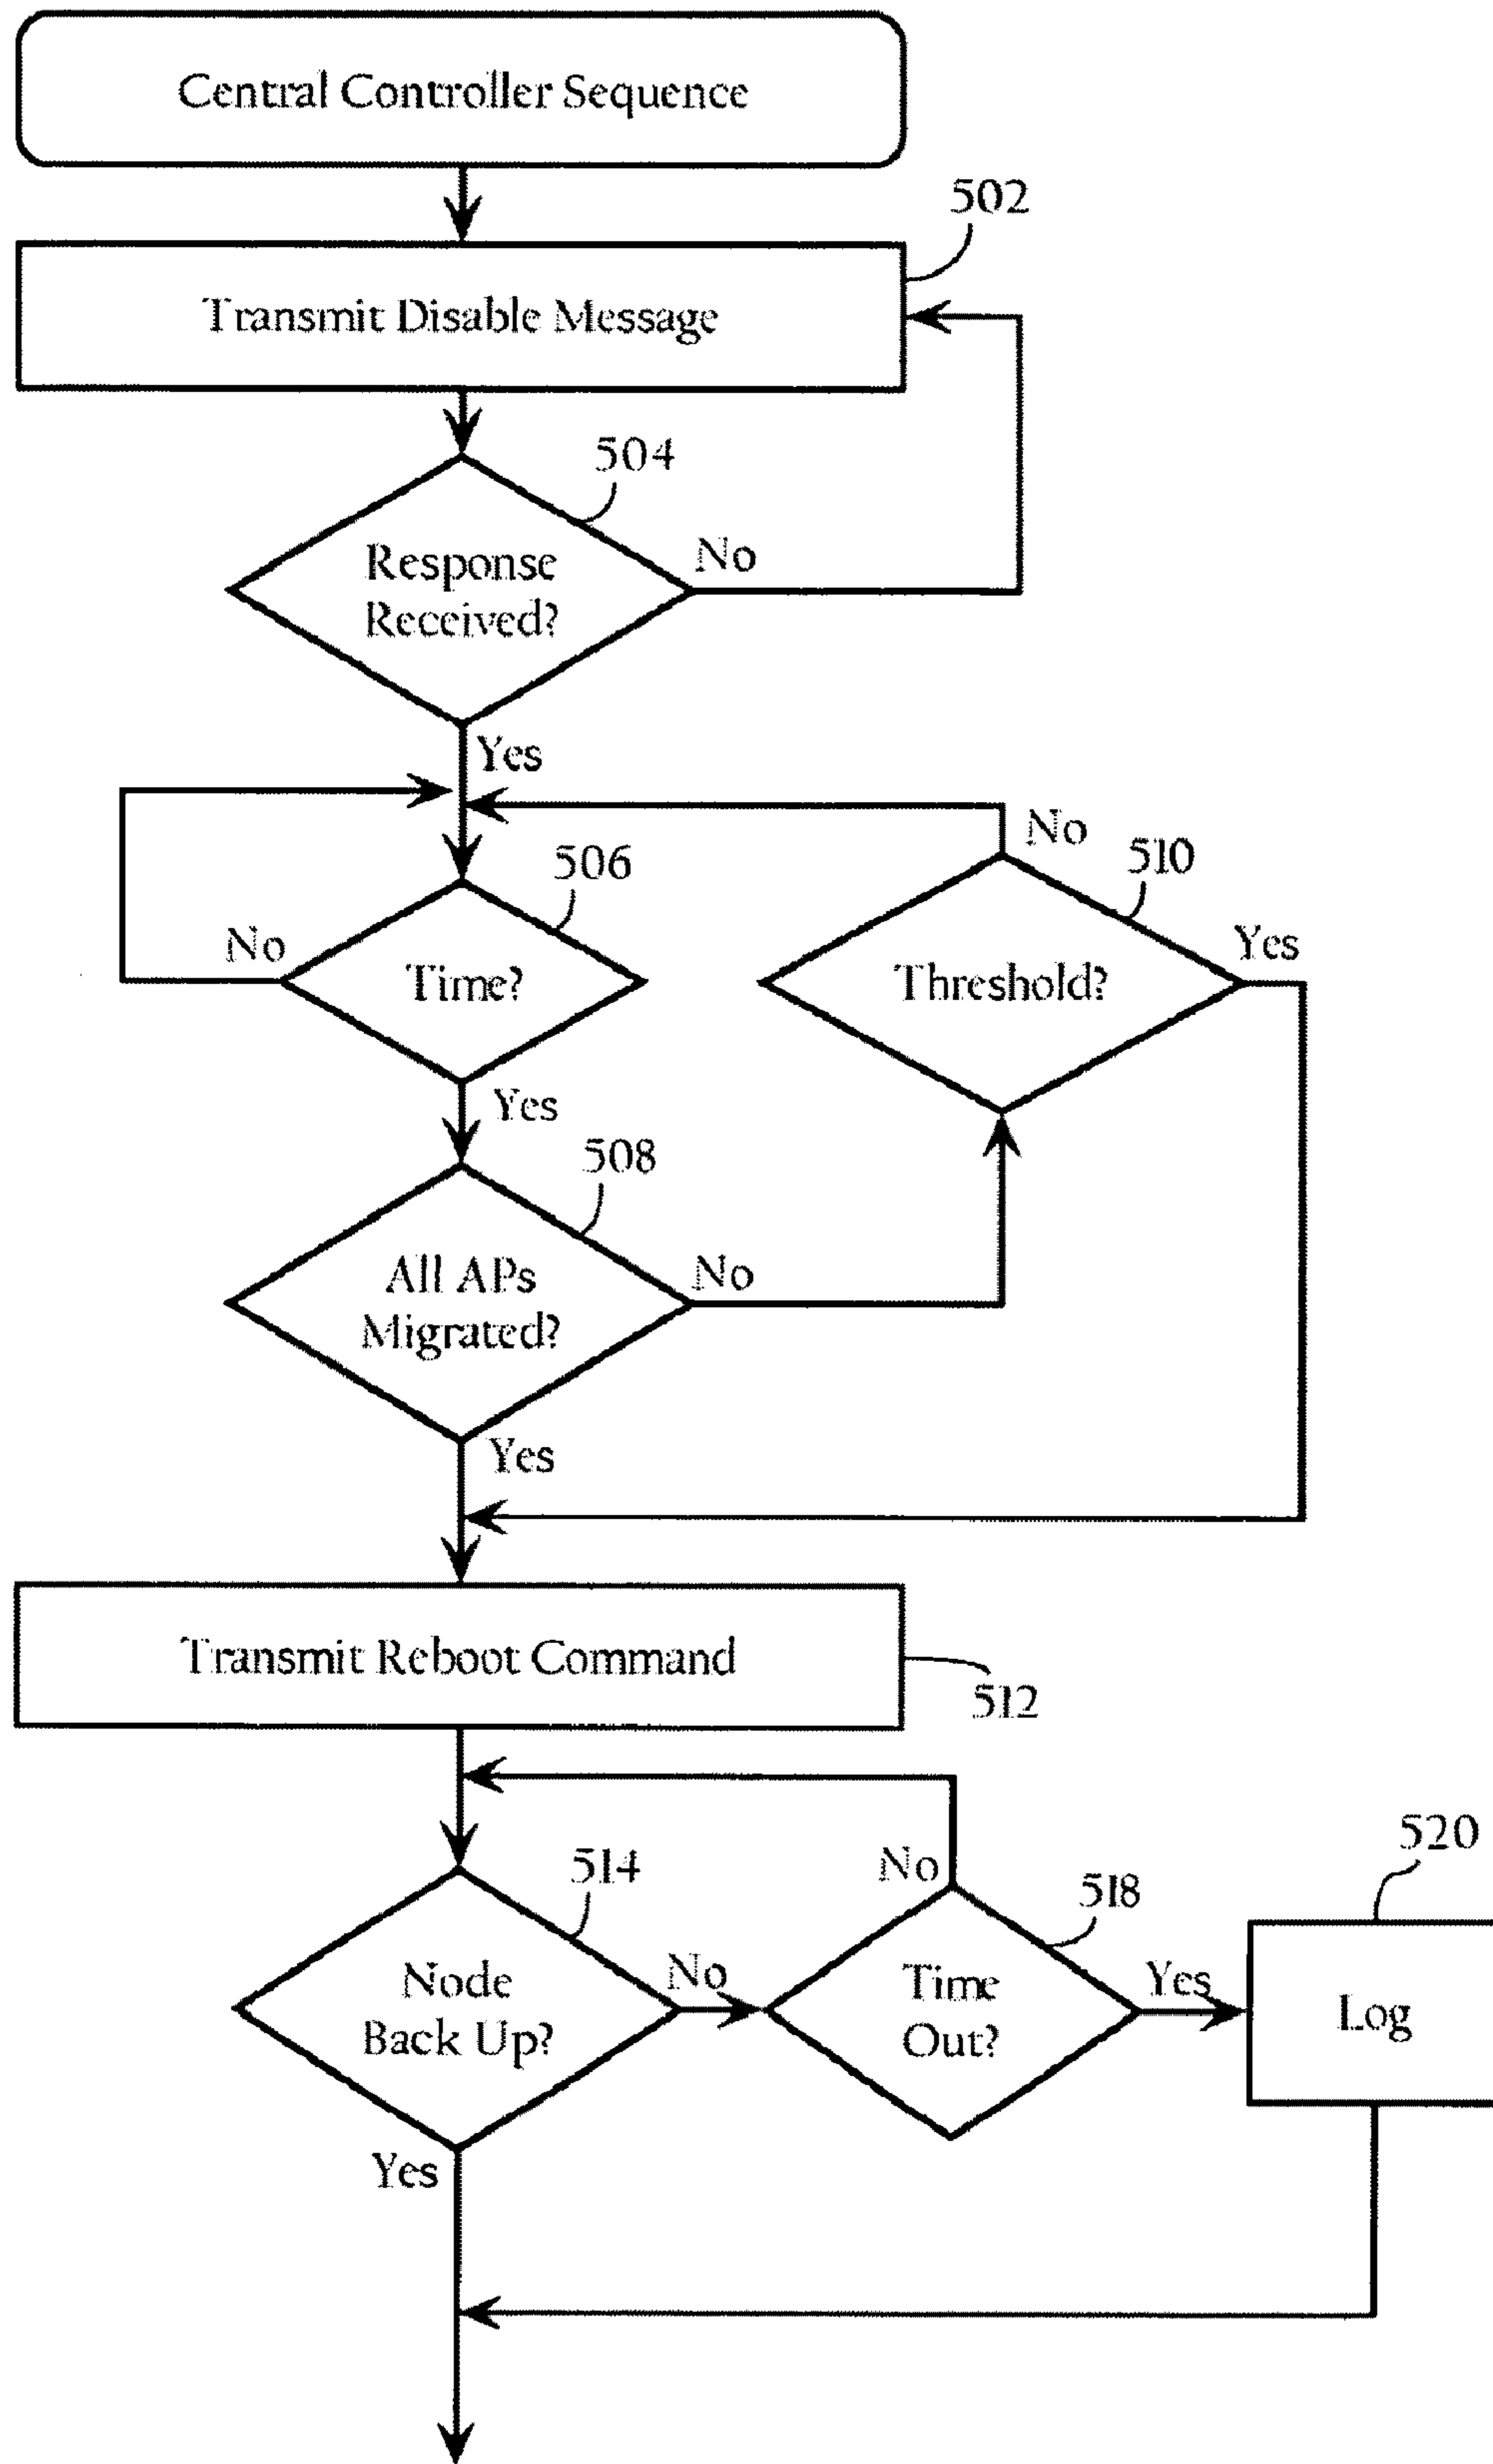 Central Controller Sequence
502
Transmit Disable Message
504
Response
Received?
No
Yes
No
506
510
No
Time?
Threshold?
Yes
Yes
508
All APs
Migrated?
No
Yes
Transmit Reboot Command
512
514
No
518
520
Node
Back Up?
No
Time
Out?
Yes
Log
Yes